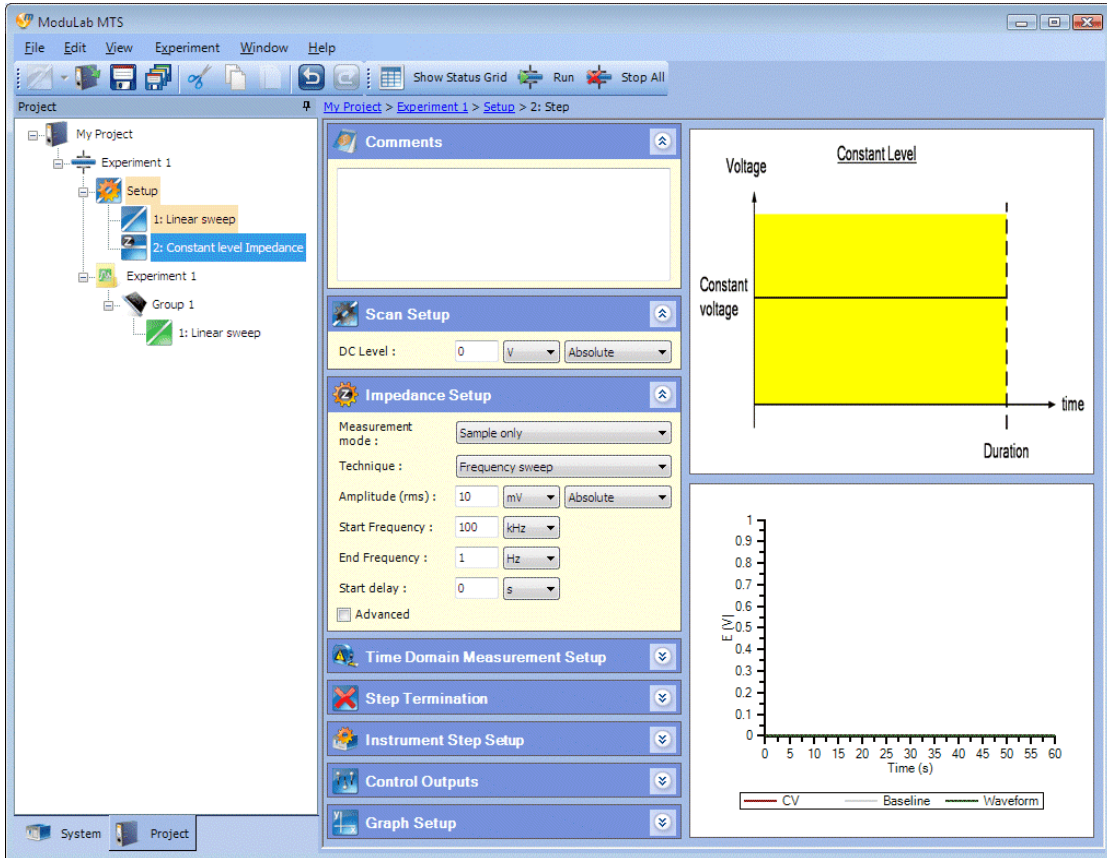 ModuLab MTS
File Edit View Experiment Window Help
Show Status Grid Run Stop All
Project
My Project > Experiment 1 > Setup > 2: Step
My Project
Experiment 1
Setup
1: Linear sweep
2: Constant level Impedance
Experiment 1
Group 1
1: Linear sweep
System Project
Comments
Scan Setup
DC Level : 0 V Absolute
Impedance Setup
Measurement
mode : Sample only
Technique : Frequency sweep
Amplitude (rms) : 10 mV Absolute
Start Frequency : 100 kHz
End Frequency : 1 Hz
Start delay : 0 s
Advanced
Time Domain Measurement Setup
Step Termination
Instrument Step Setup
Control Outputs
Graph Setup
Constant Level
Voltage
Constant
voltage
time
Duration
1
0.9
0.8
0.7
0.6
0.5
0.4
0.3
0.2
0.1
0
E (V)
0 5 10 15 20 25 30 35 40 45 50 55 60
Time (s)
CV Baseline Waveform